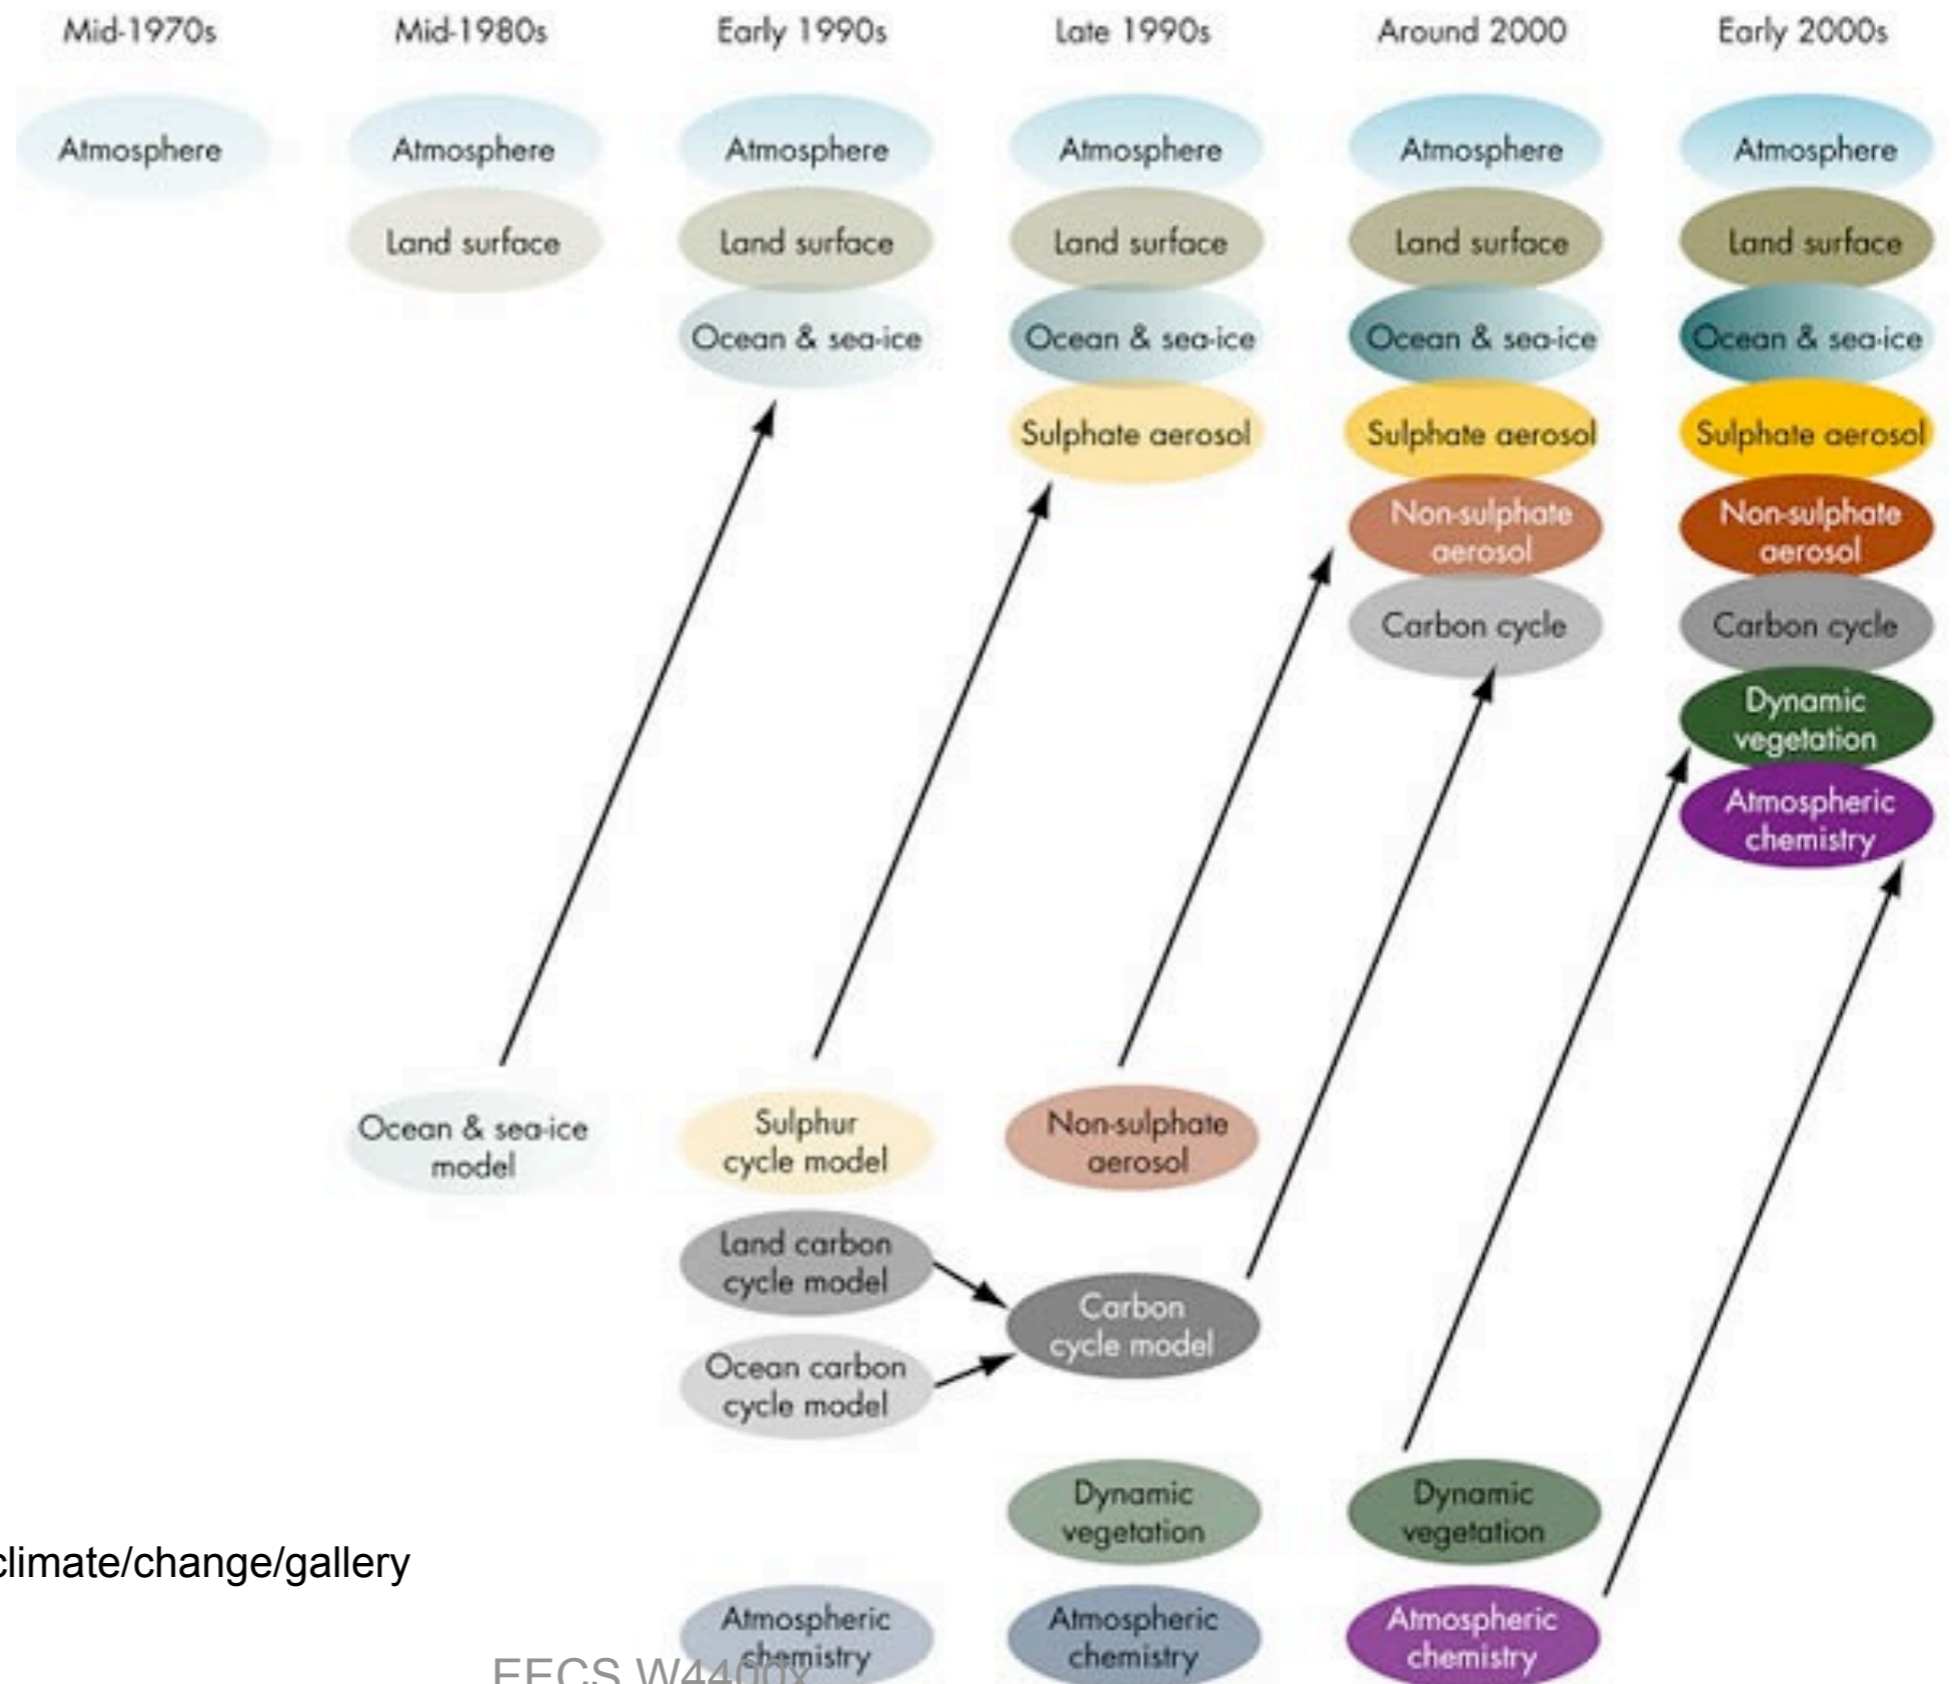 Mid-1970s
Mid-1980s
Early 1990s
Late 1990s
Around 2000
Early 2000s
Atmosphere
Atmosphere
Atmosphere
Atmosphere
Atmosphere
Atmosphere
Land surface
Land surface
Land surface
Land surface
Land surface
Ocean & sea-ice
Ocean & sea-ice
Ocean & sea-ice
Ocean & sea-ice
Sulphate aerosol
Sulphate aerosol
Sulphate aerosol
Non-sulphate
aerosol
Non-sulphate
aerosol
Carbon cycle
Carbon cycle
Dynamic
vegetation
Atmospheric
chemistry
Ocean & sea-ice
model
Sulphur
cycle model
Non-sulphate
aerosol
Land carbon
cycle model
Carbon
cycle model
Ocean carbon
cycle model
Dynamic
vegetation
Dynamic
vegetation
climate/change/gallery
Atmospheric
chemistry
Atmospheric
chemistry
Atmospheric
chemistry
EECS W4400x